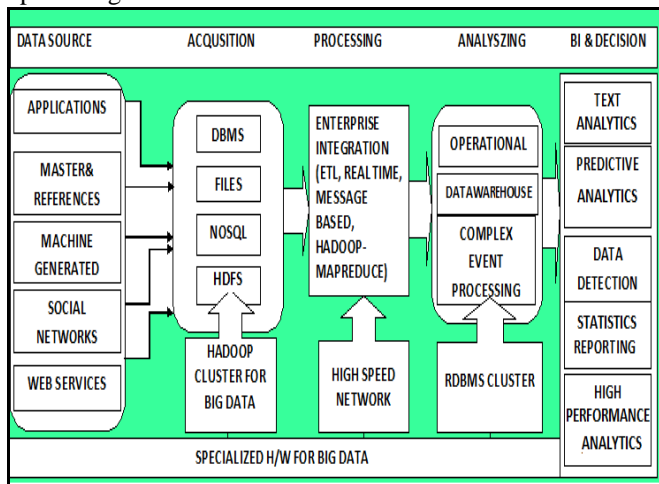 DATA SOURCE
ACQUSITION
PROCESSING
ANALYSZING
BI & DECISION
APPLICATIONS
MASTER&
REFERENCES
MACHINE
GENERATED
SOCIAL
NETWORKS
WEB SERVICES
DBMS
FILES
NOSQL
HDFS
HADOOP
CLUSTER FOR
BIG DATA
ENTERPRISE
INTEGRATION
(ETL, REAL TIME,
MESSAGE
BASED,
HADOOP-
MAPREDUCE)
HIGH SPEED
NETWORK
OPERATIONAL
DATAWAREHOUSE
COMPLEX
EVENT
PROCESSING
RDBMS CLUSTER
TEXT
ANALYTICS
PREDICTIVE
ANALYTICS
DATA
DETECTION
STATISTICS
REPORTING
HIGH
PERFORMANCE
ANALYTICS
SPECIALIZED H/W FOR BIG DATA